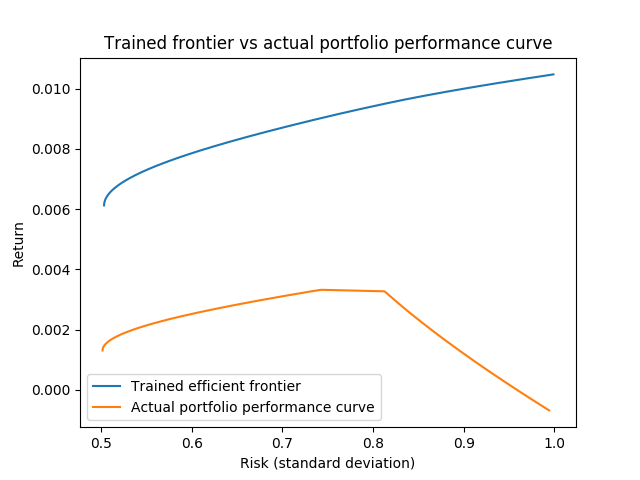 Trained frontier vs actual portfolio performance curve
0.010
0.008
0.006
0.004
0.002
0.000
Return
Trained efficient frontier
Actual portfolio performance curve
0.5 0.6 0.7 0.8 0.9 1.0
Risk (standard deviation)